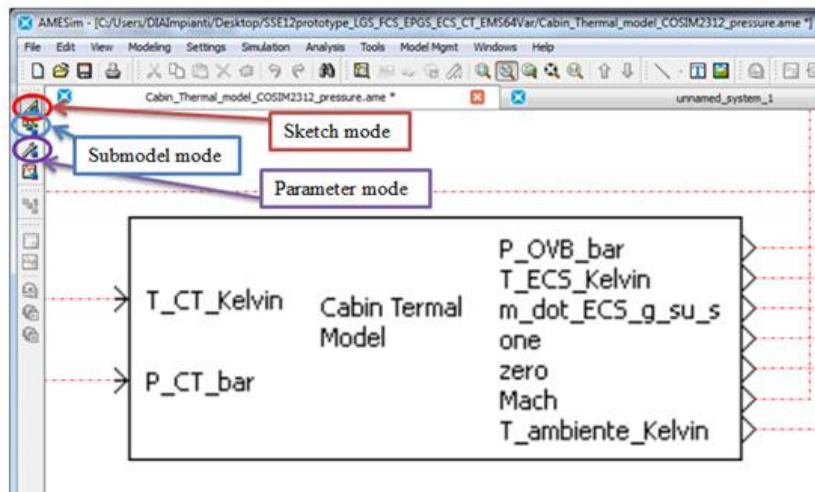 AMESim - [C:/Users/DIAImpianti/Desktop/SSE12prototype_LGS_FCS_EPGS_ECS_CT_EMS64Var/Cabin_Thermal_model_COSIM2312_pressure.ame *]
File Edit View Modeling Settings Simulation Analysis Tools Model Mgmt Windows Help
Cabin_Thermal_model_COSIM2312_pressure.ame * unnamed_system_1
Sketch mode
Submodel mode
Parameter mode
T_CT_Kelvin
P_CT_bar
Cabin Termal
Model
P_OVB_bar
T_ECS_Kelvin
m_dot_ECS_g_su_s
one
zero
Mach
T_ambiente_Kelvin